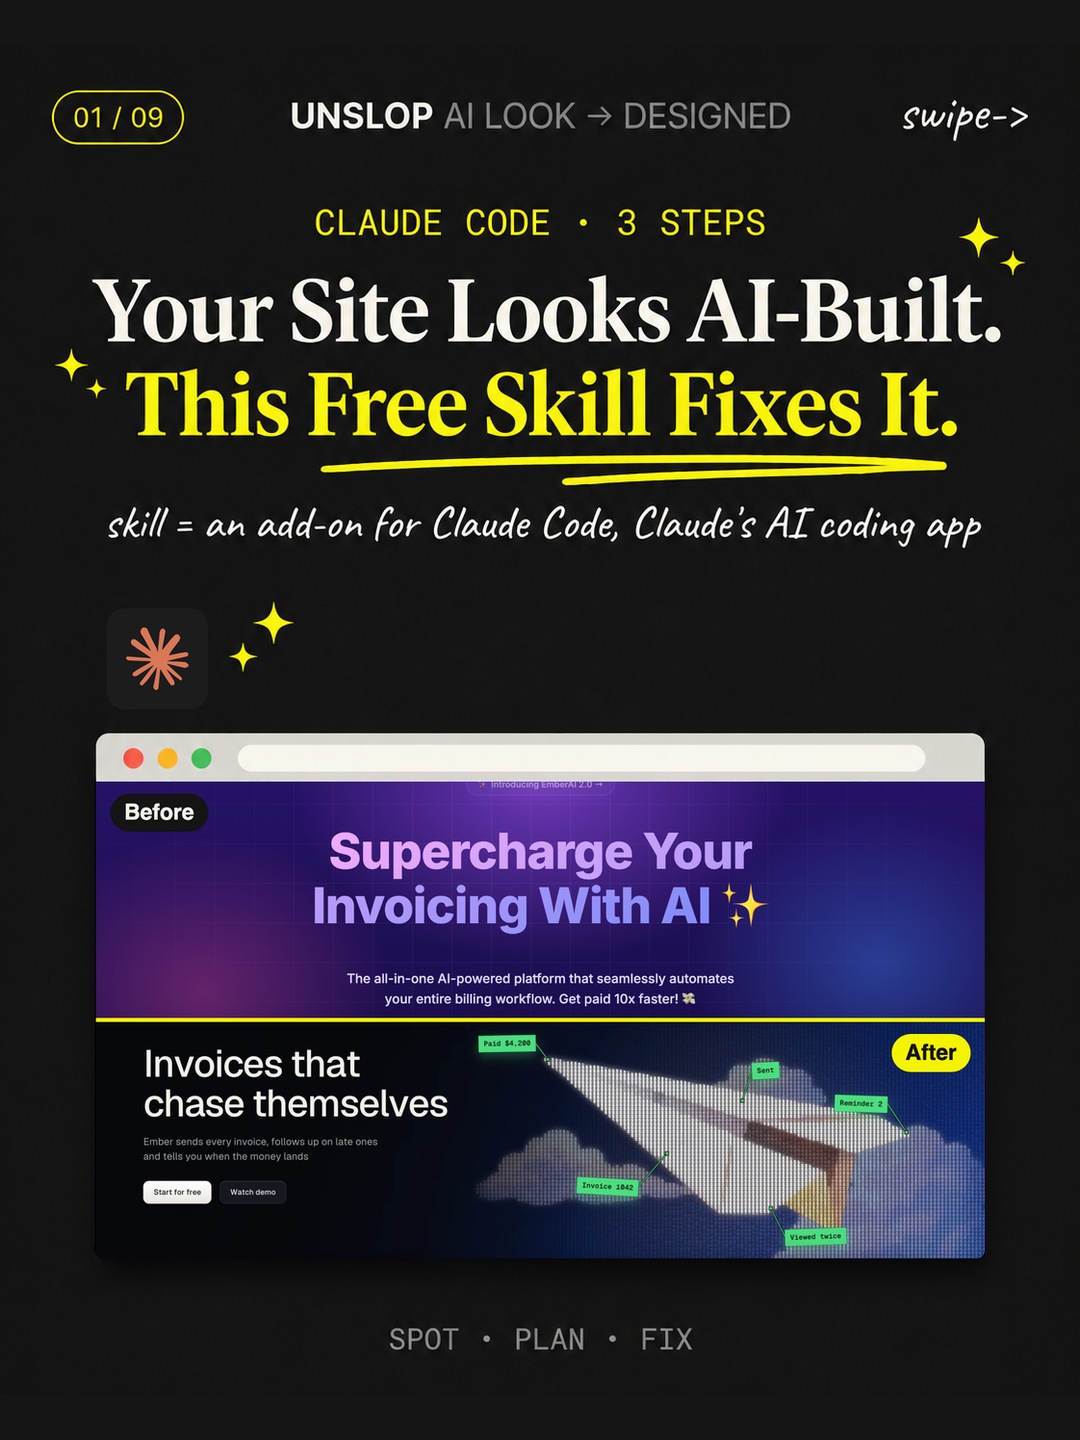 01 / 09
UNSLOP AI LOOK → DESIGNED
swipe->
CLAUDE CODE · 3 STEPS
Your Site Looks AI-Built.
This Free Skill Fixes It.
skill = an add-on for Claude Code, Claude's AI coding app
✨ Introducing EmberAI 2.0 →
Before
Supercharge Your
Invoicing With AI ✨
The all-in-one AI-powered platform that seamlessly automates
your entire billing workflow. Get paid 10x faster! 💸
After
Invoices that
chase themselves
Ember sends every invoice, follows up on late ones
and tells you when the money lands
Start for free
Watch demo
Paid $4,200
Sent
Reminder 2
Invoice 1042
Viewed twice
SPOT • PLAN • FIX